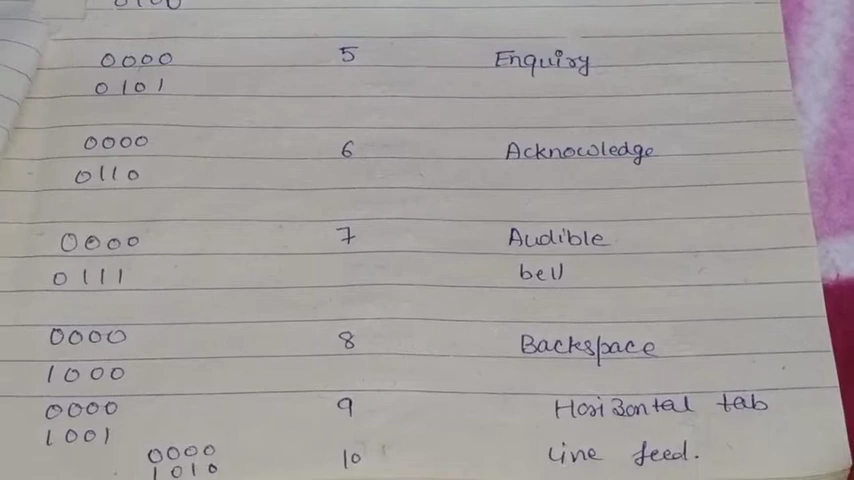 0100
0000 5 Enquiry
0101
0000 6 Acknowledge
0110
0000 7 Audible
0111 bell
0000 8 Backspace
1000
0000 9 Horizontal tab
1001
0000 10 Line feed.
1010